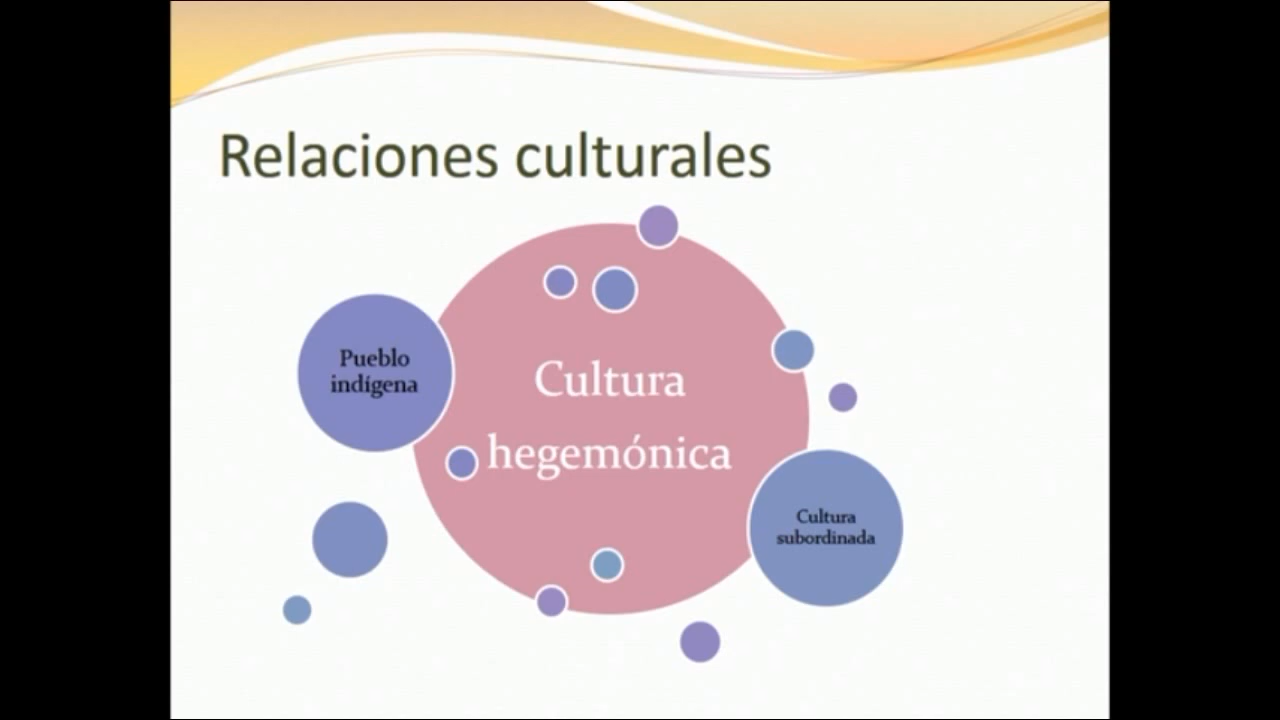 Relaciones culturales
Pueblo
indígena
Cultura
hegemónica
Cultura
subordinada